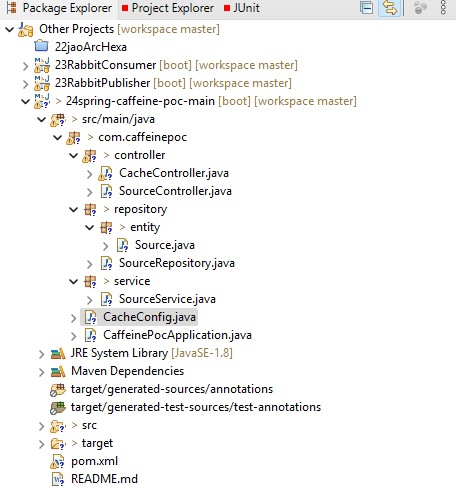 Package Explorer Project Explorer JUnit
Other Projects [workspace master]
22jaoArcHexa
23RabbitConsumer [boot] [workspace master]
23RabbitPublisher [boot] [workspace master]
> 24spring-caffeine-poc-main [boot] [workspace master]
> src/main/java
> com.caffeinepoc
> controller
CacheController.java
SourceController.java
> repository
> entity
Source.java
SourceRepository.java
> service
SourceService.java
CacheConfig.java
CaffeinePocApplication.java
JRE System Library [JavaSE-1.8]
Maven Dependencies
target/generated-sources/annotations
target/generated-test-sources/test-annotations
> src
> target
pom.xml
README.md